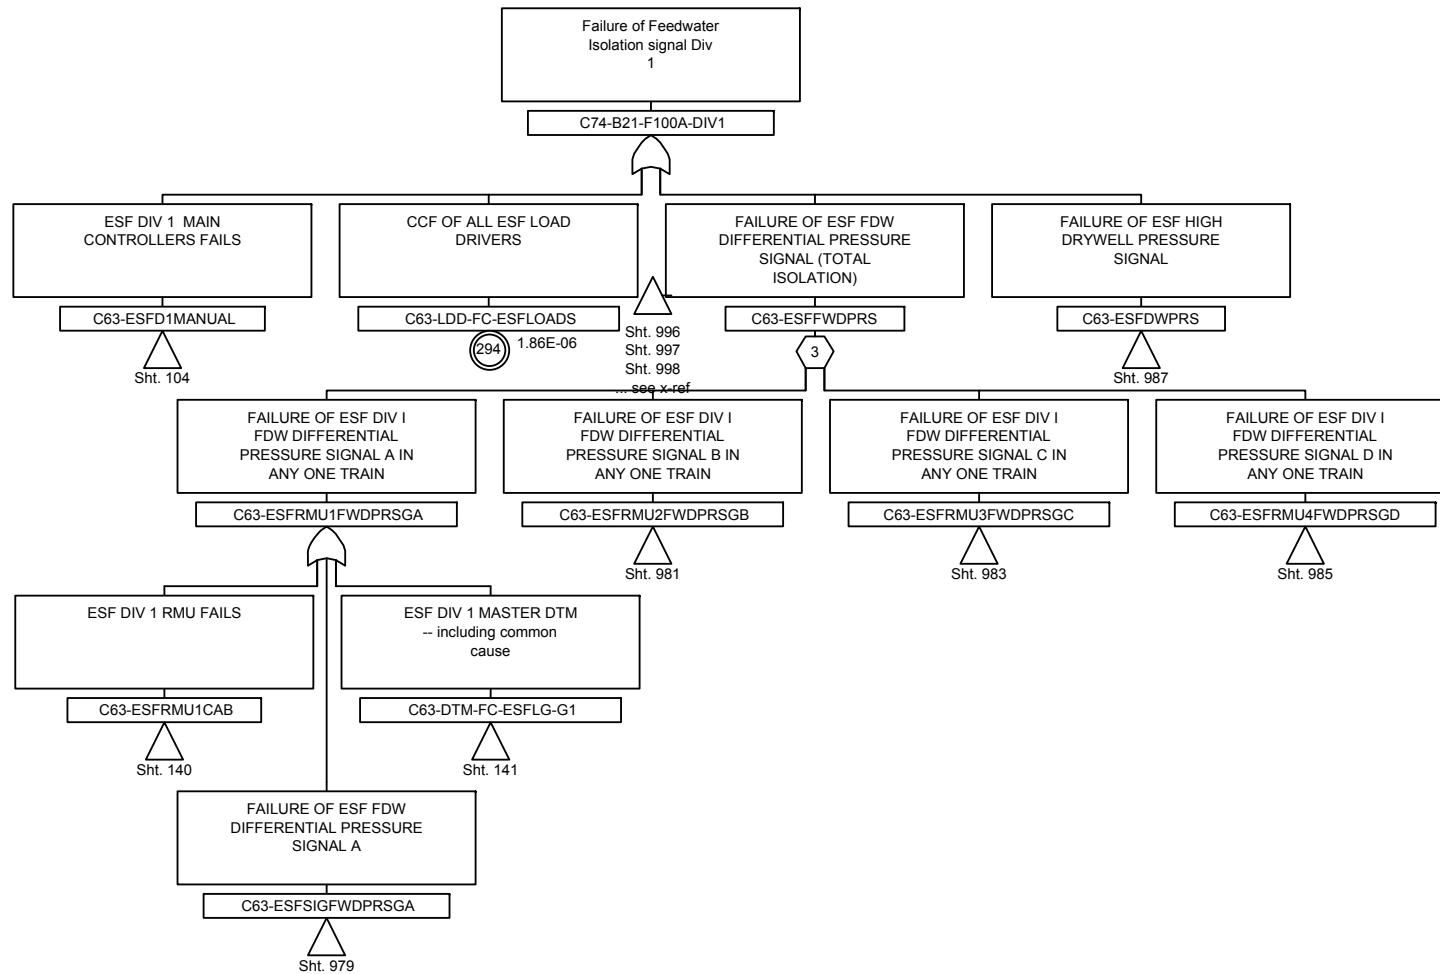 Failure of Feedwater
Isolation signal Div
1
C74-B21-F100A-DIV1
ESF DIV 1 MAIN
CONTROLLERS FAILS
C63-ESFD1MANUAL
Sht. 104
CCF OF ALL ESF LOAD
DRIVERS
C63-LDD-FC-ESFLOADS
294
1.86E-06
Sht. 996
Sht. 997
Sht. 998
... see x-ref
FAILURE OF ESF FDW
DIFFERENTIAL PRESSURE
SIGNAL (TOTAL
ISOLATION)
C63-ESFFWDPRS
3
FAILURE OF ESF HIGH
DRYWELL PRESSURE
SIGNAL
C63-ESFDWPRS
Sht. 987
FAILURE OF ESF DIV I
FDW DIFFERENTIAL
PRESSURE SIGNAL A IN
ANY ONE TRAIN
C63-ESFRMU1FWDPRSGA
FAILURE OF ESF DIV I
FDW DIFFERENTIAL
PRESSURE SIGNAL B IN
ANY ONE TRAIN
C63-ESFRMU2FWDPRSGB
Sht. 981
FAILURE OF ESF DIV I
FDW DIFFERENTIAL
PRESSURE SIGNAL C IN
ANY ONE TRAIN
C63-ESFRMU3FWDPRSGC
Sht. 983
FAILURE OF ESF DIV I
FDW DIFFERENTIAL
PRESSURE SIGNAL D IN
ANY ONE TRAIN
C63-ESFRMU4FWDPRSGD
Sht. 985
ESF DIV 1 RMU FAILS
C63-ESFRMU1CAB
Sht. 140
ESF DIV 1 MASTER DTM
-- including common
cause
C63-DTM-FC-ESFLG-G1
Sht. 141
FAILURE OF ESF FDW
DIFFERENTIAL PRESSURE
SIGNAL A
C63-ESFSIGFWDPRSGA
Sht. 979